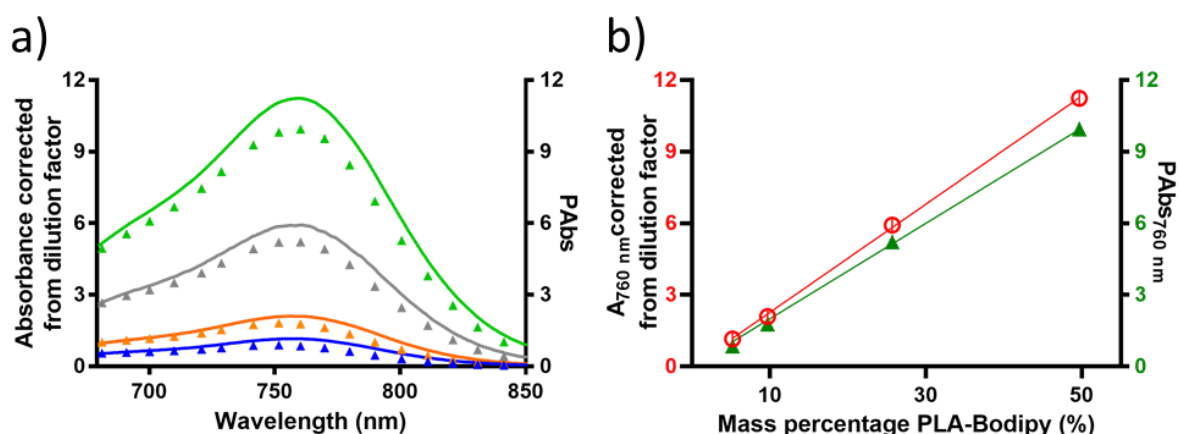 a)
Absorbance corrected
from dilution factor
12
9
6
3
0
12
9
6
3
0
PAbs
700
750
800
850
Wavelength (nm)
b)
A760 nm corrected
from dilution factor
12
9
6
3
0
12
9
6
3
0
PAbs760 nm
10
30
50
Mass percentage PLA-Bodipy (%)